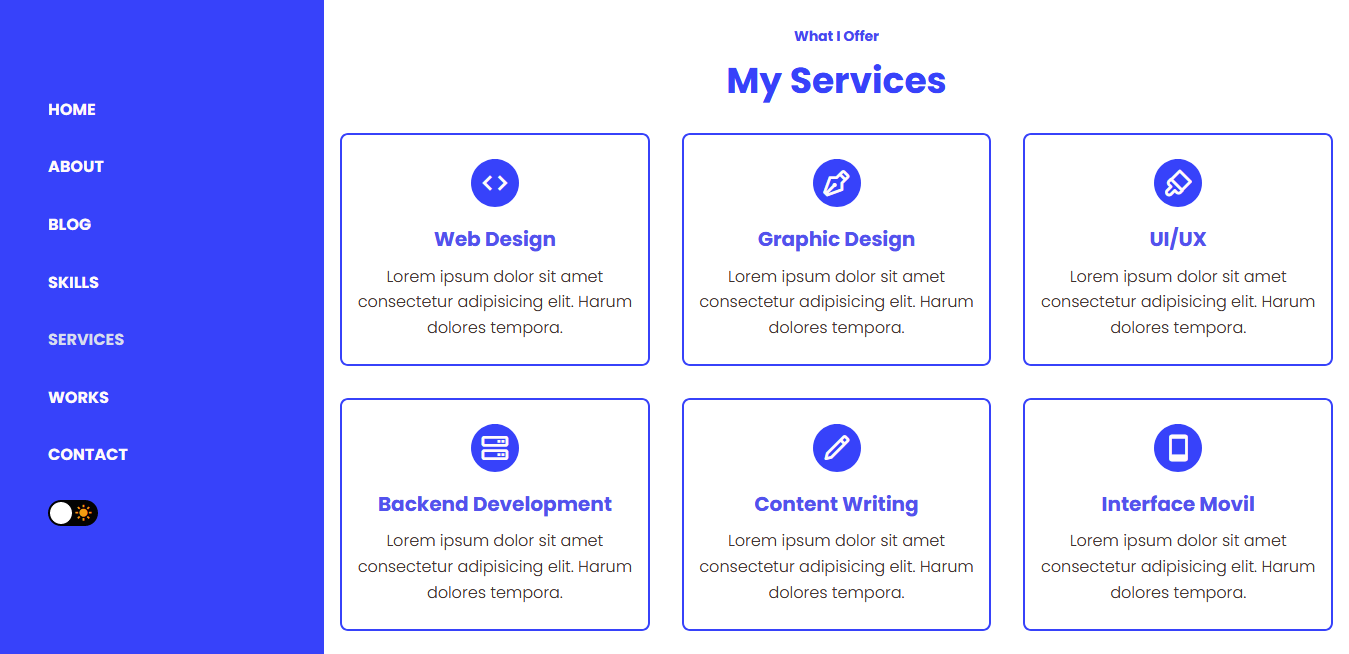 HOME
ABOUT
BLOG
SKILLS
SERVICES
WORKS
CONTACT
What I Offer
My Services
Web Design
Lorem ipsum dolor sit amet
consectetur adipisicing elit. Harum
dolores tempora.
Graphic Design
Lorem ipsum dolor sit amet
consectetur adipisicing elit. Harum
dolores tempora.
UI/UX
Lorem ipsum dolor sit amet
consectetur adipisicing elit. Harum
dolores tempora.
Backend Development
Lorem ipsum dolor sit amet
consectetur adipisicing elit. Harum
dolores tempora.
Content Writing
Lorem ipsum dolor sit amet
consectetur adipisicing elit. Harum
dolores tempora.
Interface Movil
Lorem ipsum dolor sit amet
consectetur adipisicing elit. Harum
dolores tempora.